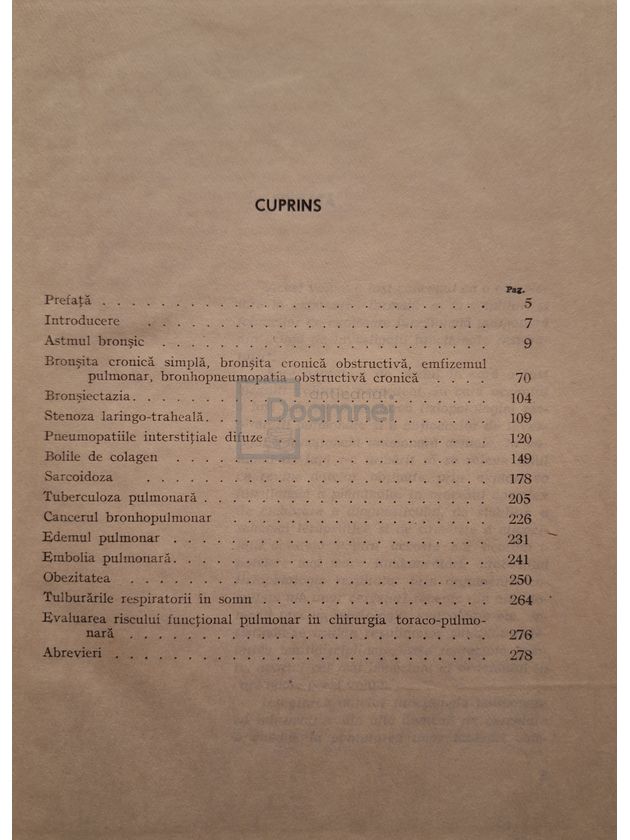 CUPRINS
Pag.
Prefață . . . . . . . . . . . . . . . . . . . . 5
Introducere . . . . . . . . . . . . . . . . . . 7
Astmul bronșic . . . . . . . . . . . . . . . . . 9
Bronșita cronică simplă, bronșita cronică obstructivă, emfizemul
pulmonar, bronhopneumopatia obstructivă cronică . . . . 70
Bronșiectazia . . . . . . . . . . . . . . . . . . 104
Stenoza laringo-traheală . . . . . . . . . . . . . . 109
Pneumopatiile interstițiale difuze . . . . . . . . . . . 120
Bolile de colagen . . . . . . . . . . . . . . . . 149
Sarcoidoza . . . . . . . . . . . . . . . . . . 178
Tuberculoza pulmonară . . . . . . . . . . . . . . . 205
Cancerul bronhopulmonar . . . . . . . . . . . . . 226
Edemul pulmonar . . . . . . . . . . . . . . . . 231
Embolia pulmonară . . . . . . . . . . . . . . . . 241
Obezitatea . . . . . . . . . . . . . . . . . . 250
Tulburările respiratorii în somn . . . . . . . . . . . . 264
Evaluarea riscului funcțional pulmonar în chirurgia toraco-pulmo-
nară . . . . . . . . . . . . . . . . . . . 276
Abrevieri . . . . . . . . . . . . . . . . . . . 278
anticariat
Doamnei